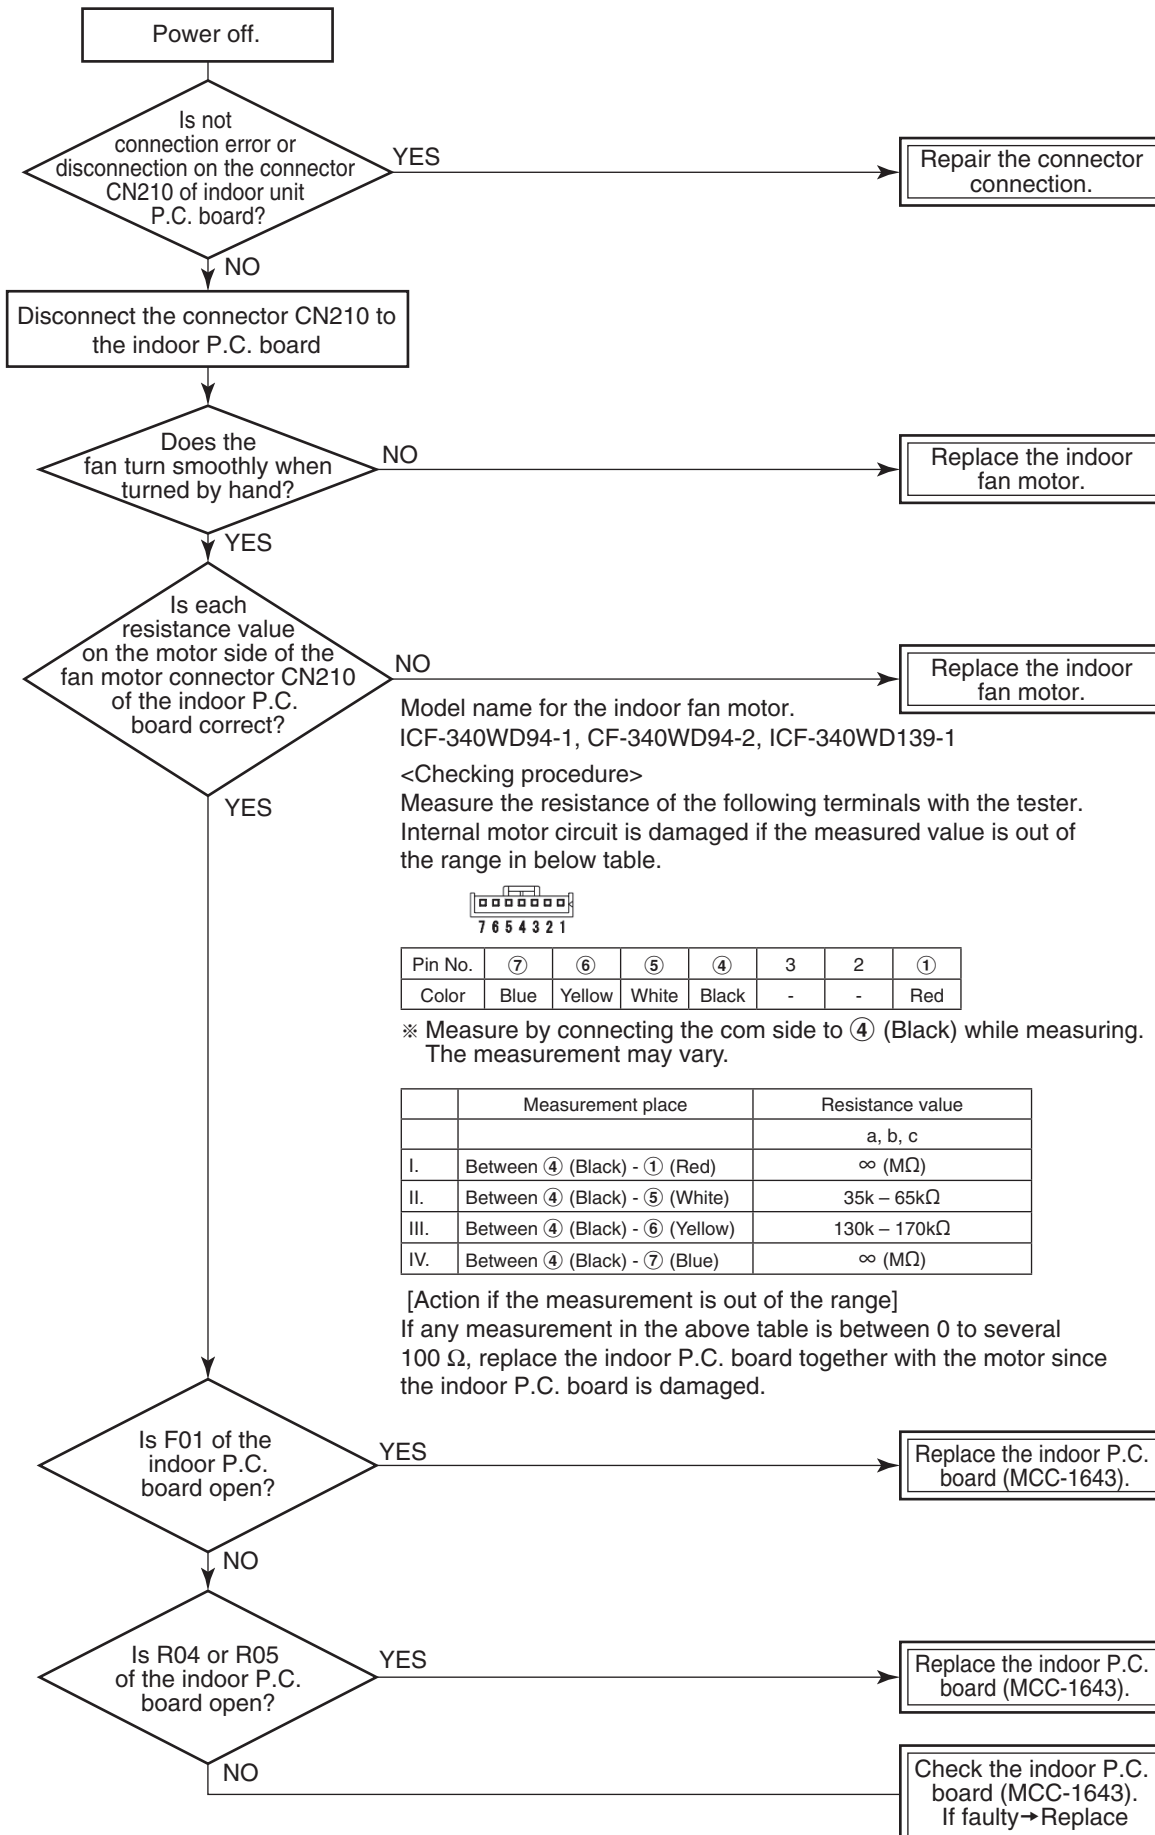 Power off.
Is not
connection error or
disconnection on the connector
CN210 of indoor unit
P.C. board?
YES
Repair the connector
connection.
NO
Disconnect the connector CN210 to
the indoor P.C. board
Does the
fan turn smoothly when
turned by hand?
NO
Replace the indoor
fan motor.
YES
Is each
resistance value
on the motor side of the
fan motor connector CN210
of the indoor P.C.
board correct?
NO
Replace the indoor
fan motor.
YES
Model name for the indoor fan motor.
ICF-340WD94-1, CF-340WD94-2, ICF-340WD139-1
<Checking procedure>
Measure the resistance of the following terminals with the tester.
Internal motor circuit is damaged if the measured value is out of
the range in below table.
7 6 5 4 3 2 1
Pin No. ⑦ ⑥ ⑤ ④ 3 2 ①
Color Blue Yellow White Black - - Red
※ Measure by connecting the com side to ④ (Black) while measuring.
The measurement may vary.
Measurement place Resistance value
a, b, c
I. Between ④ (Black) - ① (Red) ∞ (MΩ)
II. Between ④ (Black) - ⑤ (White) 35k – 65kΩ
III. Between ④ (Black) - ⑥ (Yellow) 130k – 170kΩ
IV. Between ④ (Black) - ⑦ (Blue) ∞ (MΩ)
[Action if the measurement is out of the range]
If any measurement in the above table is between 0 to several
100 Ω, replace the indoor P.C. board together with the motor since
the indoor P.C. board is damaged.
Is F01 of the
indoor P.C.
board open?
YES
Replace the indoor P.C.
board (MCC-1643).
NO
Is R04 or R05
of the indoor P.C.
board open?
YES
Replace the indoor P.C.
board (MCC-1643).
NO
Check the indoor P.C.
board (MCC-1643).
If faulty→Replace